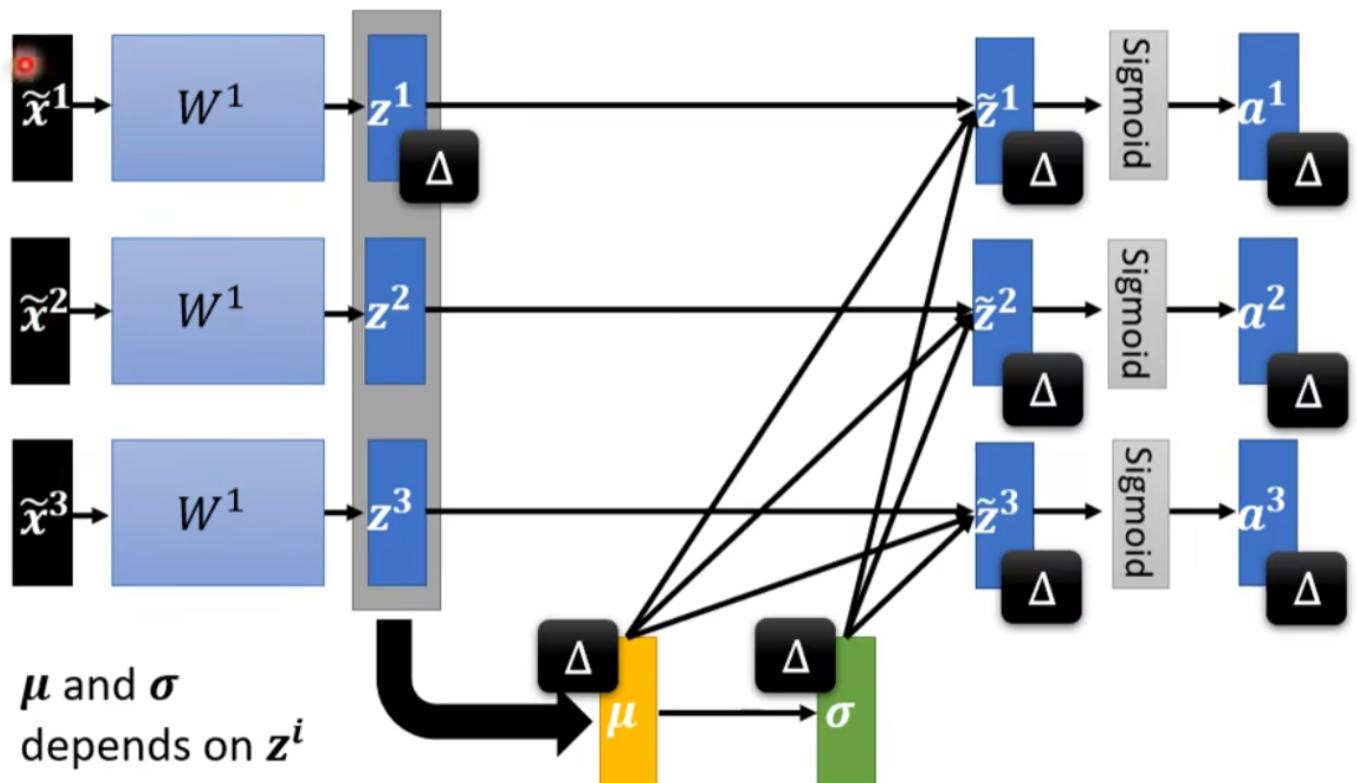 x̃¹ W¹ z¹ Δ z̃¹ Δ Sigmoid a¹ Δ
x̃² W¹ z² z̃² Δ Sigmoid a² Δ
x̃³ W¹ z³ z̃³ Δ Sigmoid a³ Δ
Δ μ Δ σ
μ and σ
depends on zⁱ